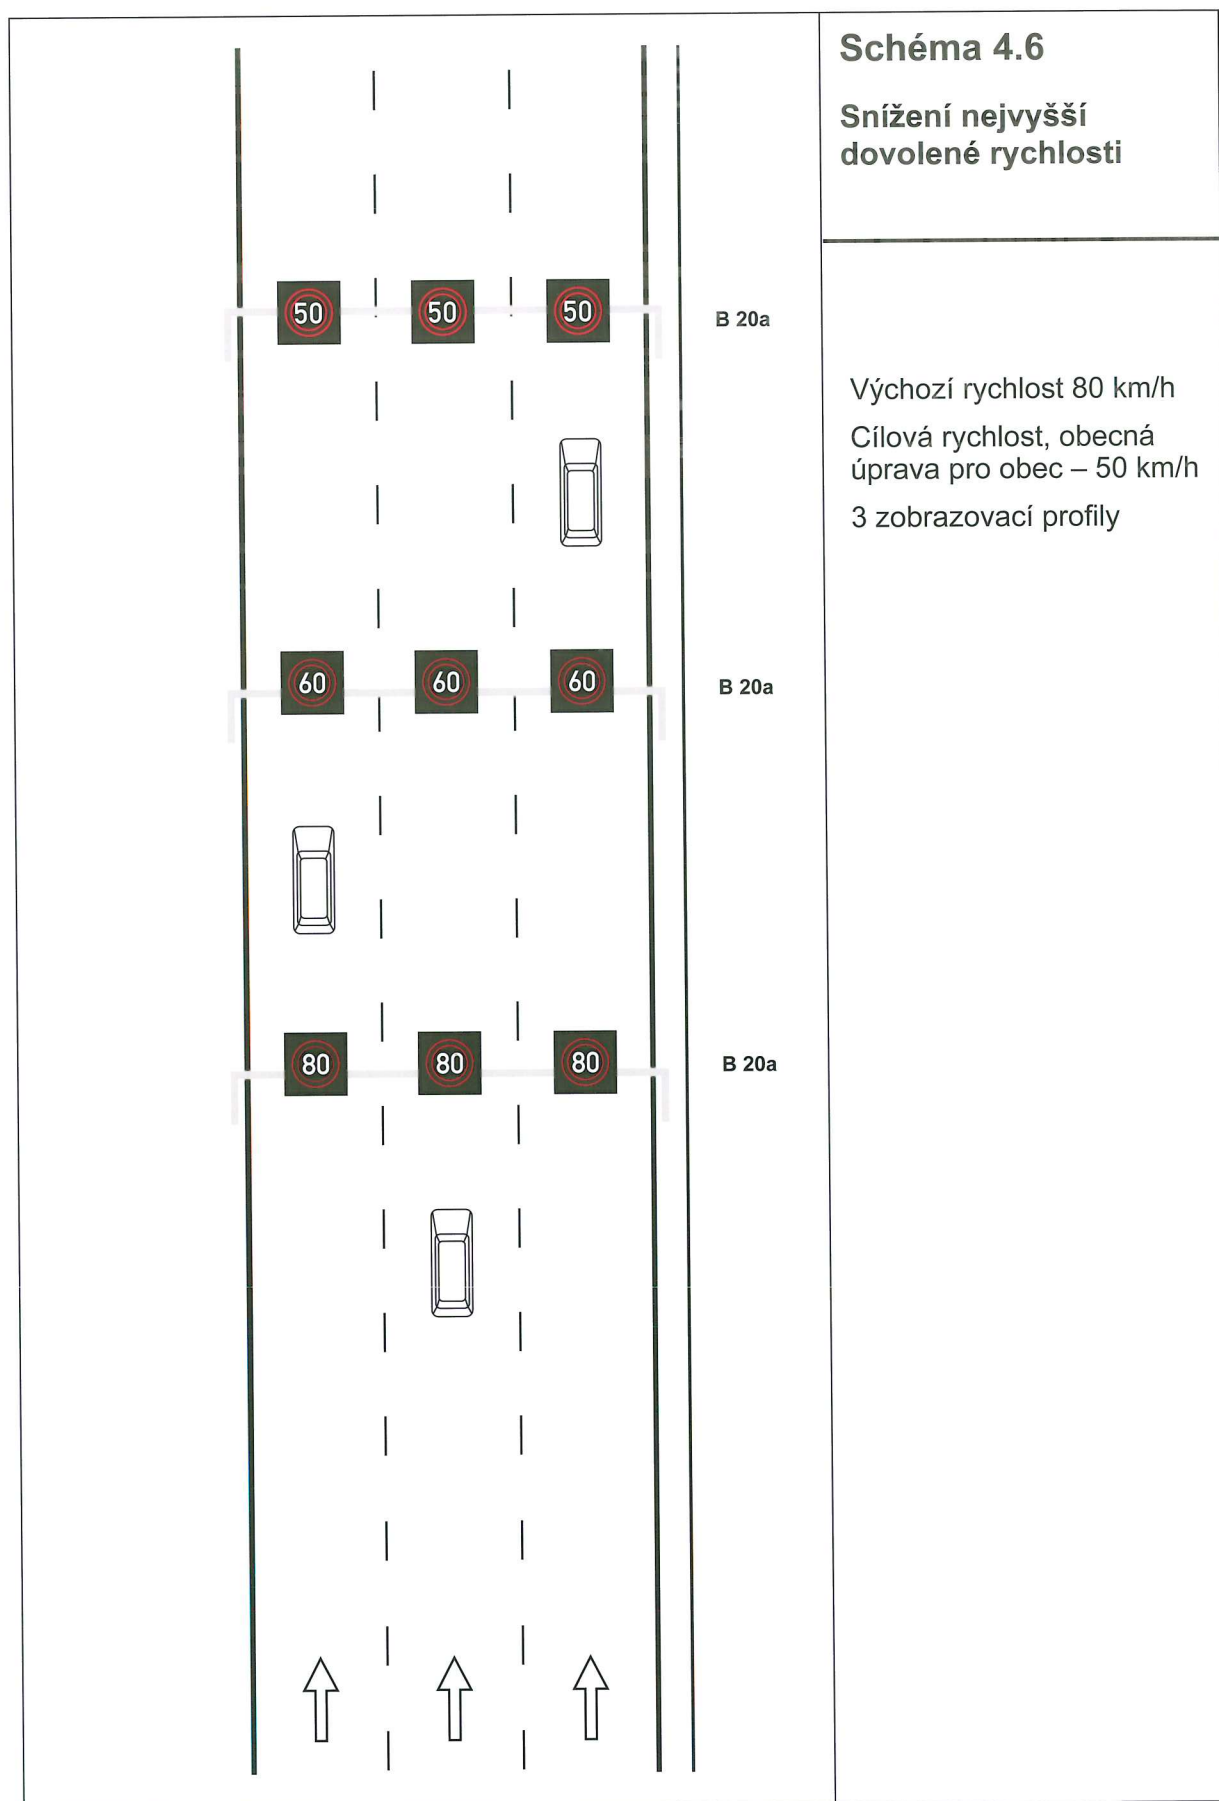 Schéma 4.6
Snížení nejvyšší
dovolené rychlosti
50 50 50
B 20a
Výchozí rychlost 80 km/h
Cílová rychlost, obecná
úprava pro obec – 50 km/h
3 zobrazovací profily
60 60 60
B 20a
80 80 80
B 20a